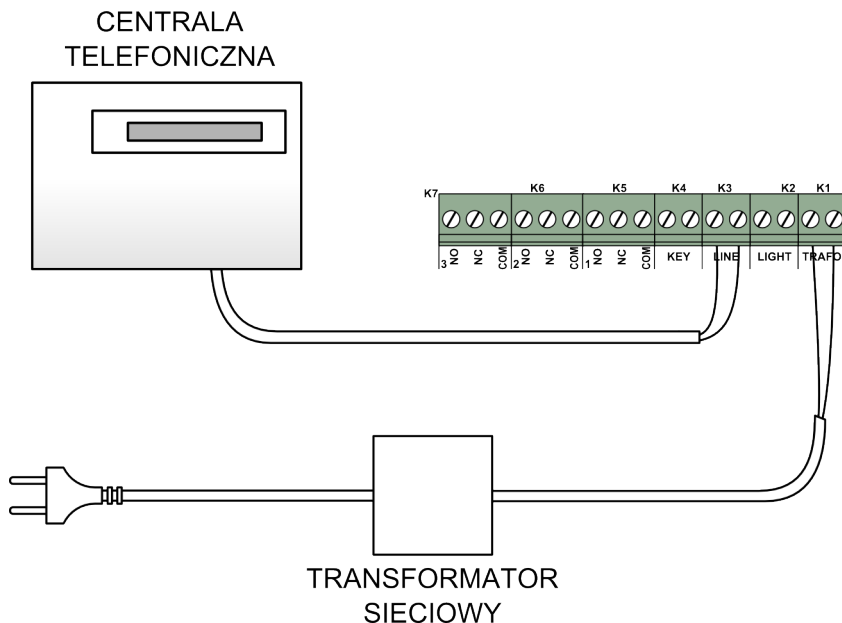 CENTRALA
TELEFONICZNA
K7 K6 K5 K4 K3 K2 K1
3 NO NC COM 2 NO NC COM 1 NO NC COM KEY LINE LIGHT TRAFO
TRANSFORMATOR
SIECIOWY